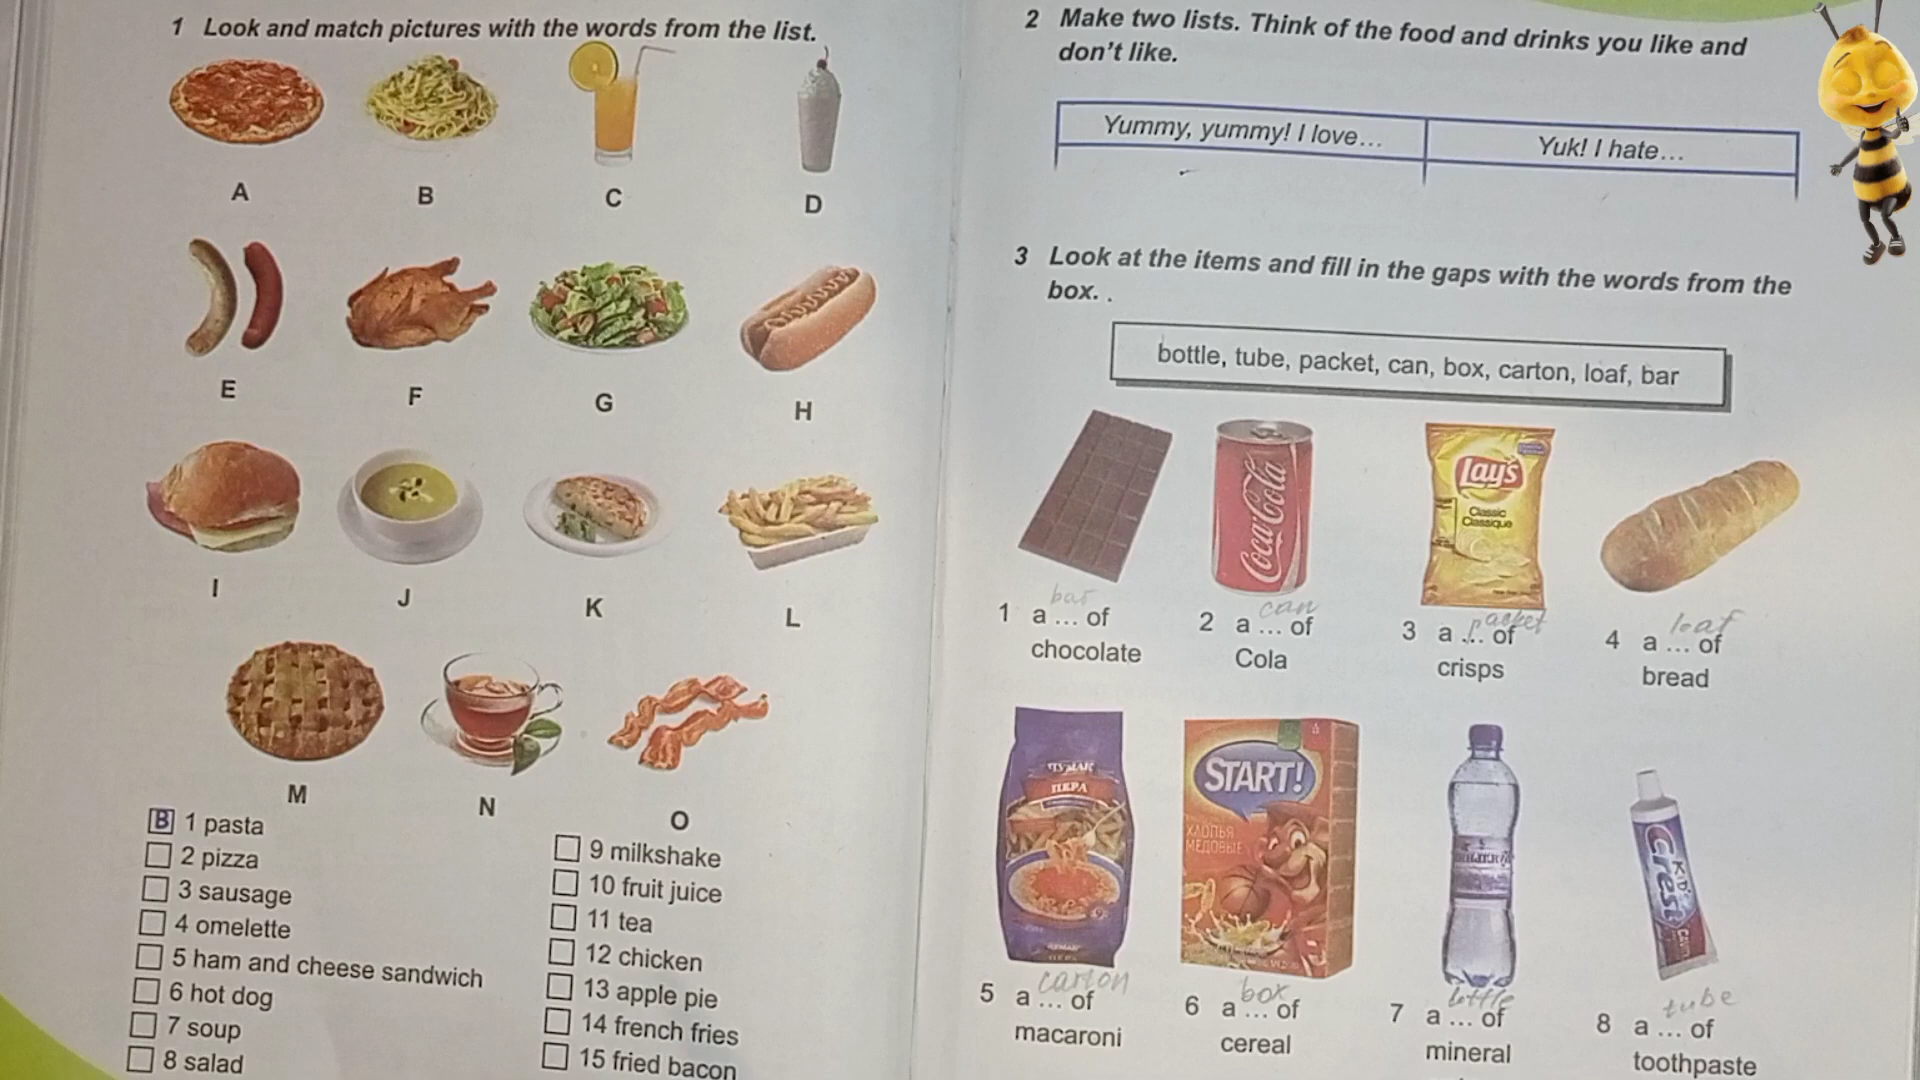 1 Look and match pictures with the words from the list.
A
B
C
D
E
F
G
H
I
J
K
L
M
N
O
B 1 pasta
2 pizza
3 sausage
4 omelette
5 ham and cheese sandwich
6 hot dog
7 soup
8 salad
9 milkshake
10 fruit juice
11 tea
12 chicken
13 apple pie
14 french fries
15 fried bacon
2 Make two lists. Think of the food and drinks you like and
don't like.
Yummy, yummy! I love...
Yuk! I hate...
3 Look at the items and fill in the gaps with the words from the
box. .
bottle, tube, packet, can, box, carton, loaf, bar
Coca-Cola
Lay's
Classic
Classique
bar
1 a ... of
chocolate
can
2 a ... of
Cola
packet
3 a ... of
crisps
loaf
4 a ... of
bread
ЧУМАК
ПЕРА
START!
ХЛОПЬЯ
МЕДОВЫЕ
Kid's
Crest
carton
5 a ... of
macaroni
box
6 a ... of
cereal
bottle
7 a ... of
mineral
tube
8 a ... of
toothpaste